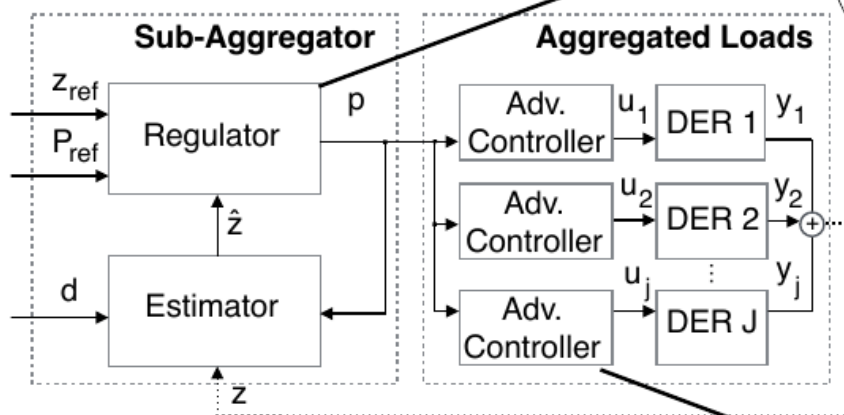 Sub-Aggregator
Aggregated Loads
z_ref
P_ref
Regulator
p
ẑ
d
Estimator
z
Adv.
Controller
u_1
DER 1
y_1
Adv.
Controller
u_2
DER 2
y_2
+
Adv.
Controller
u_j
DER J
y_j